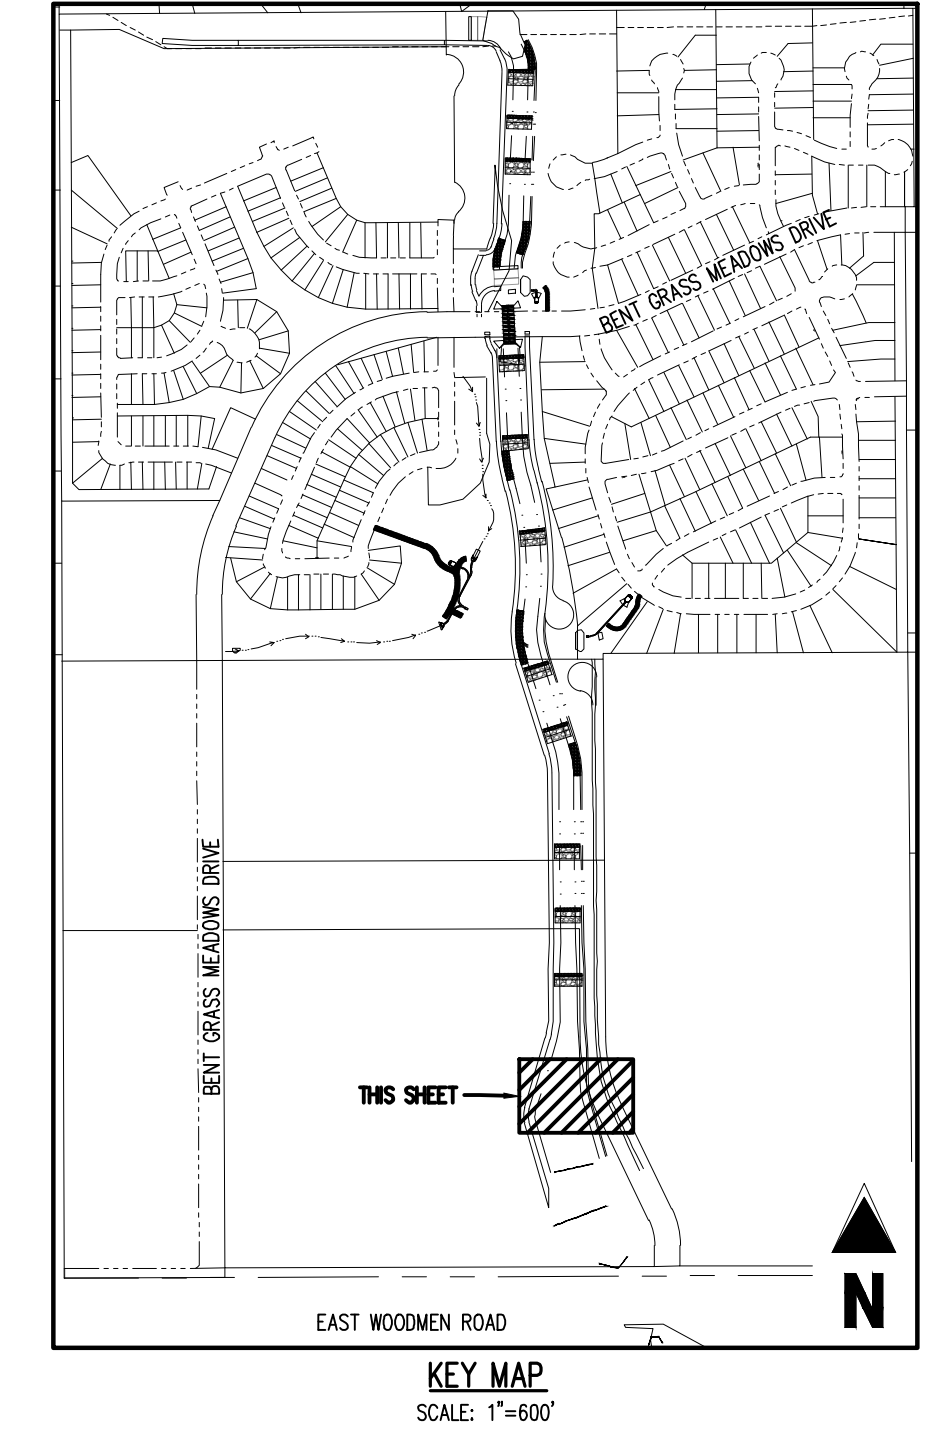 BENT GRASS MEADOWS DRIVE
BENT GRASS MEADOWS DRIVE
THIS SHEET
N
EAST WOODMEN ROAD
KEY MAP
SCALE: 1"=600'